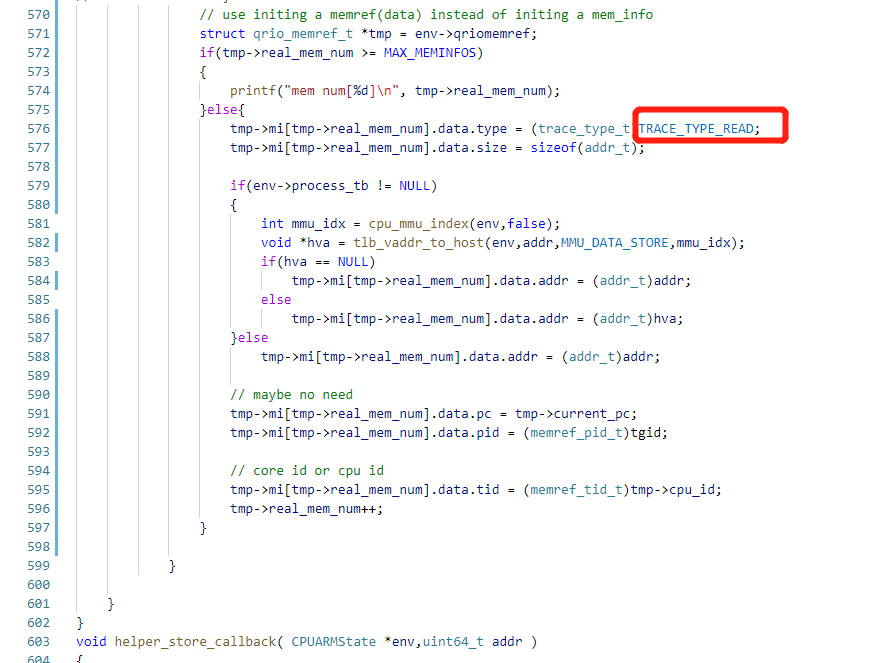 570 // use initing a memref(data) instead of initing a mem_info
571 struct qrio_memref_t *tmp = env->qriomemref;
572 if(tmp->real_mem_num >= MAX_MEMINFOS)
573 {
574 printf("mem num[%d]\n", tmp->real_mem_num);
575 }else{
576 tmp->mi[tmp->real_mem_num].data.type = (trace_type_t)TRACE_TYPE_READ;
577 tmp->mi[tmp->real_mem_num].data.size = sizeof(addr_t);
578
579 if(env->process_tb != NULL)
580 {
581 int mmu_idx = cpu_mmu_index(env,false);
582 void *hva = tlb_vaddr_to_host(env,addr,MMU_DATA_STORE,mmu_idx);
583 if(hva == NULL)
584 tmp->mi[tmp->real_mem_num].data.addr = (addr_t)addr;
585 else
586 tmp->mi[tmp->real_mem_num].data.addr = (addr_t)hva;
587 }else
588 tmp->mi[tmp->real_mem_num].data.addr = (addr_t)addr;
589
590 // maybe no need
591 tmp->mi[tmp->real_mem_num].data.pc = tmp->current_pc;
592 tmp->mi[tmp->real_mem_num].data.pid = (memref_pid_t)tgid;
593
594 // core id or cpu id
595 tmp->mi[tmp->real_mem_num].data.tid = (memref_tid_t)tmp->cpu_id;
596 tmp->real_mem_num++;
597 }
598
599 }
600
601 }
602 }
603 void helper_store_callback( CPUARMState *env,uint64_t addr )
604 {